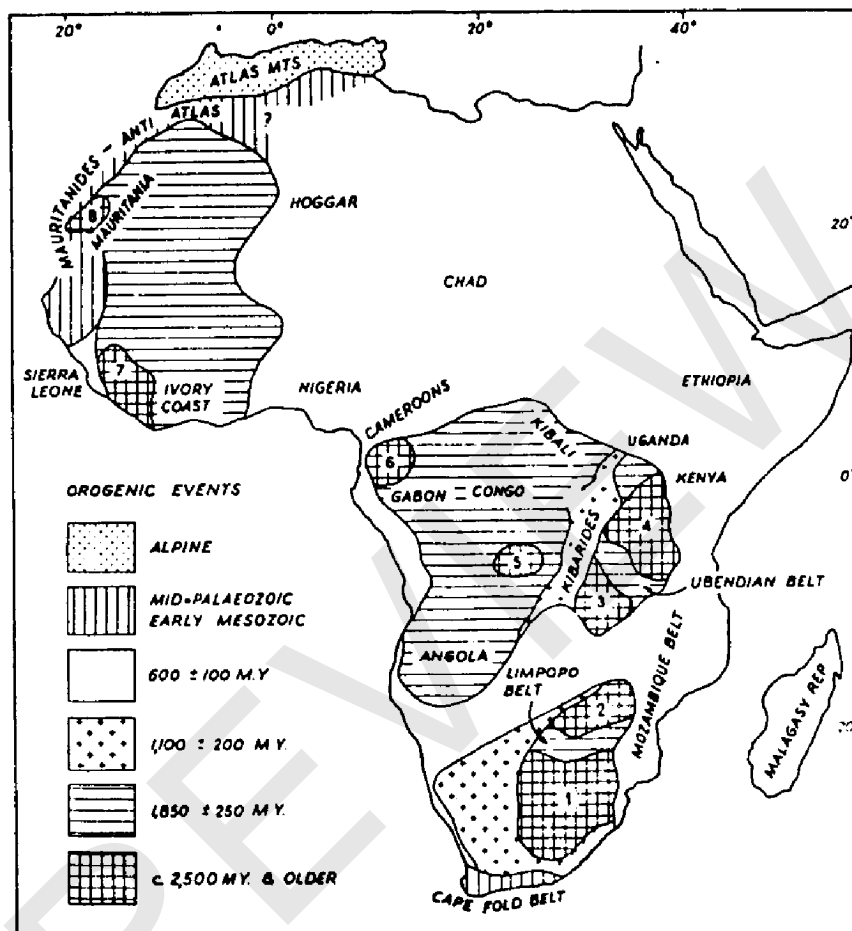 20° 0° 20° 40°
ATLAS MTS
ATLAS ?
MAURITANIDES - ANTI
8
MAURITANIA
HOGGAR
20°
CHAD
SIERRA
LEONE
7
IVORY
COAST
NIGERIA
ETHIOPIA
CAMEROONS
KIBALI
UGANDA
6
KENYA
0°
GABON CONGO
4
OROGENIC EVENTS
5
KIBARIDES
ALPINE
UBENDIAN BELT
3
MID=PALAEOZOIC
EARLY MESOZOIC
ANGOLA
LIMPOPO
BELT
MOZAMBIQUE BELT
600 ± 100 M.Y
2
MALAGASY REP
1,100 ± 200 M.Y.
1
1,850 ± 250 M.Y.
c. 2,500 M.Y. & OLDER
CAPE FOLD BELT
PREVIEW